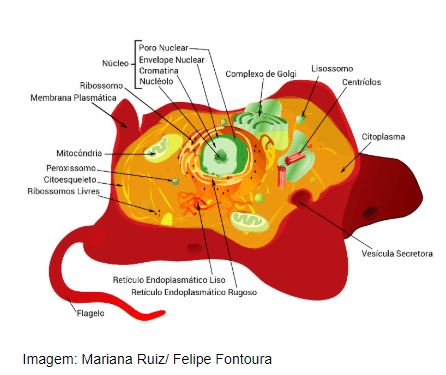 Poro Nuclear
Núcleo
Envelope Nuclear
Cromatina
Nucléolo
Ribossomo
Membrana Plasmática
Complexo de Golgi
Lisossomo
Centríolos
Citoplasma
Mitocôndria
Peroxissomo
Citoesqueleto
Ribossomos Livres
Vesícula Secretora
Retículo Endoplasmático Liso
Retículo Endoplasmático Rugoso
Flagelo
Imagem: Mariana Ruiz/ Felipe Fontoura